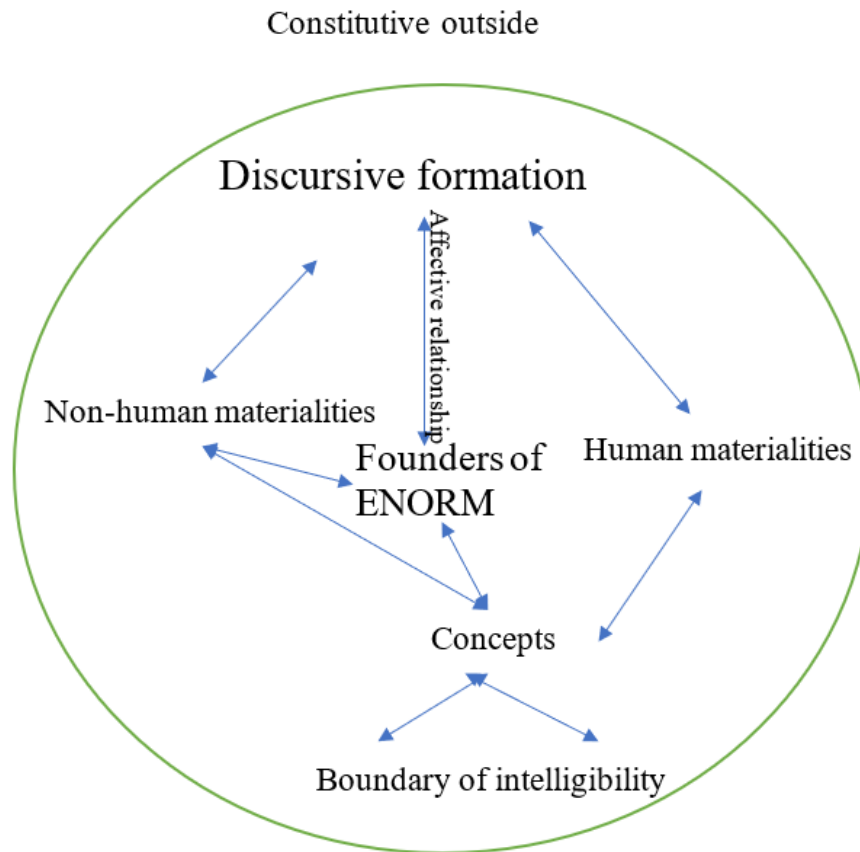 Constitutive outside
Discursive formation
Affective relationship
Non-human materialities
Founders of
ENORM
Human materialities
Concepts
Boundary of intelligibility